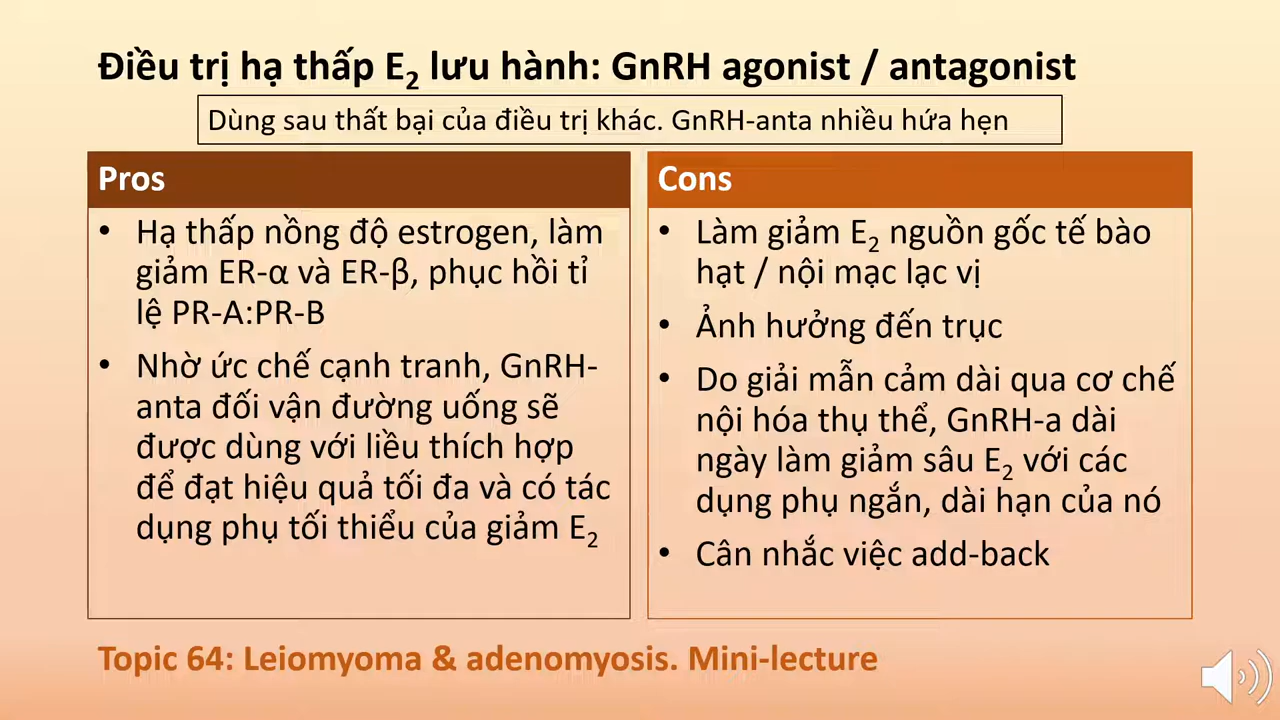 Điều trị hạ thấp E₂ lưu hành: GnRH agonist / antagonist
Dùng sau thất bại của điều trị khác. GnRH-anta nhiều hứa hẹn
Pros
• Hạ thấp nồng độ estrogen, làm
giảm ER-α và ER-β, phục hồi tỉ
lệ PR-A:PR-B
• Nhờ ức chế cạnh tranh, GnRH-
anta đối vận đường uống sẽ
được dùng với liều thích hợp
để đạt hiệu quả tối đa và có tác
dụng phụ tối thiểu của giảm E₂
Cons
• Làm giảm E₂ nguồn gốc tế bào
hạt / nội mạc lạc vị
• Ảnh hưởng đến trục
• Do giải mẫn cảm dài qua cơ chế
nội hóa thụ thể, GnRH-a dài
ngày làm giảm sâu E₂ với các
dụng phụ ngắn, dài hạn của nó
• Cân nhắc việc add-back
Topic 64: Leiomyoma & adenomyosis. Mini-lecture